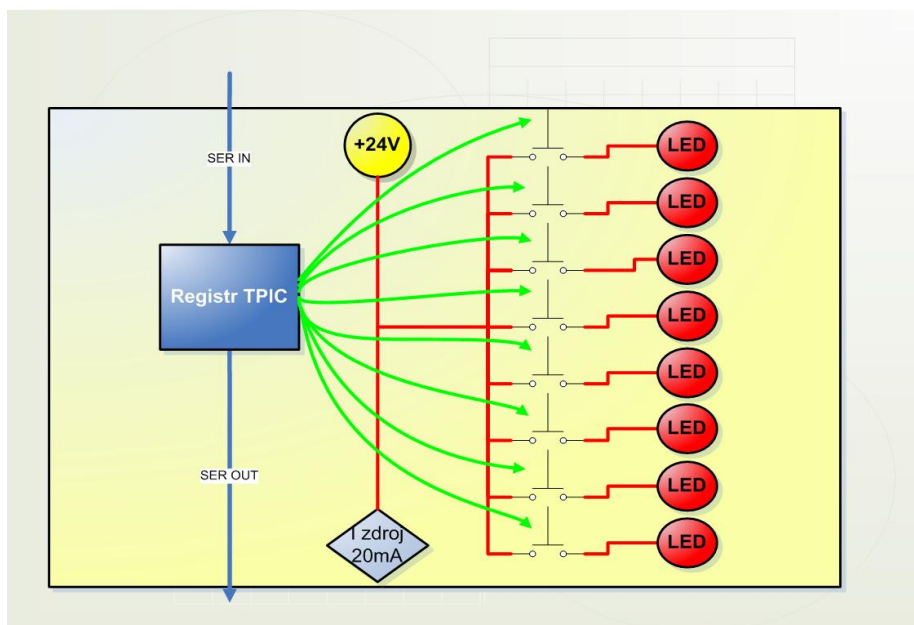 SER IN
+24V
LED
LED
LED
Registr TPIC
LED
LED
LED
SER OUT
LED
I zdroj
20mA
LED